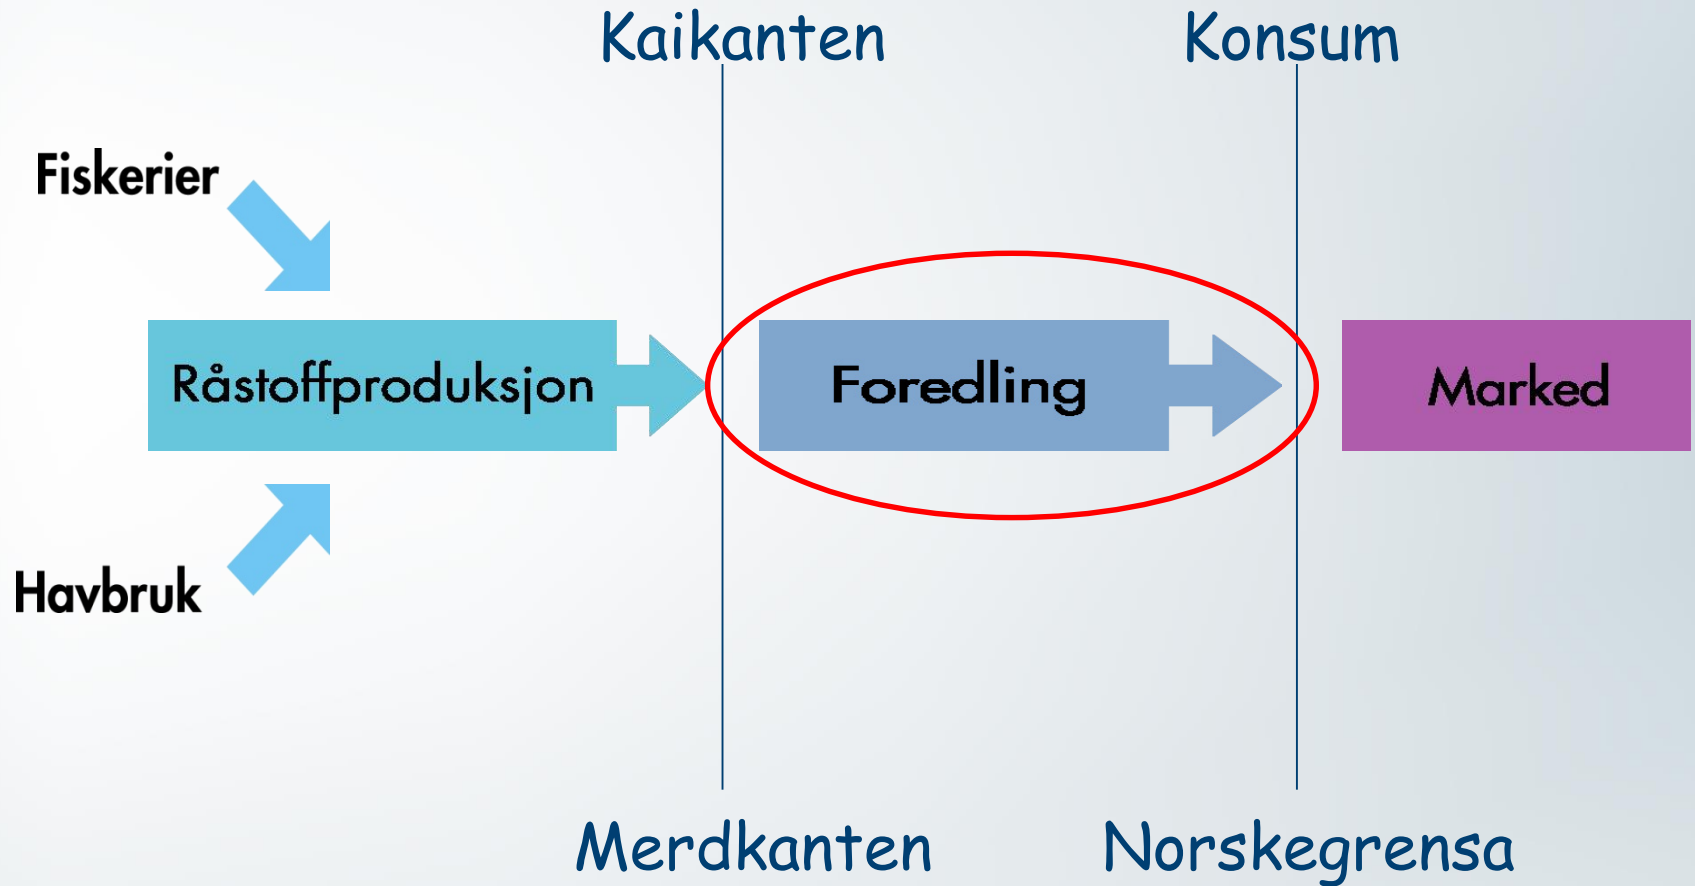 Kaikanten
Konsum
Fiskerier
Råstoffproduksjon
Foredling
Marked
Havbruk
Merdkanten
Norskegrensa